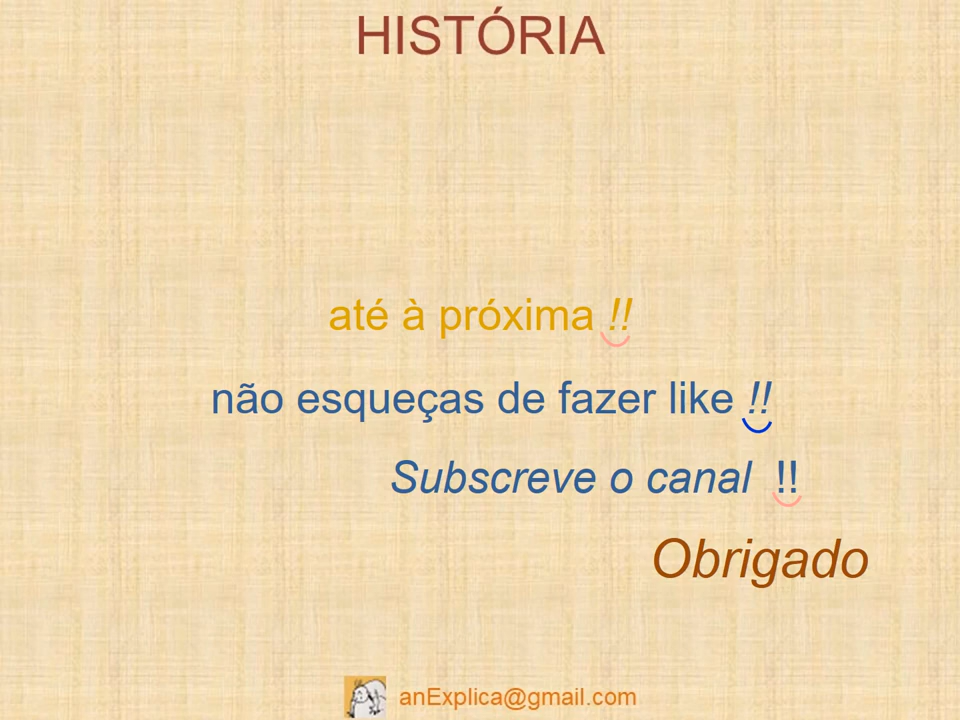 HISTÓRIA
até à próxima !!
não esqueças de fazer like !!
Subscreve o canal !!
Obrigado
anExplica@gmail.com